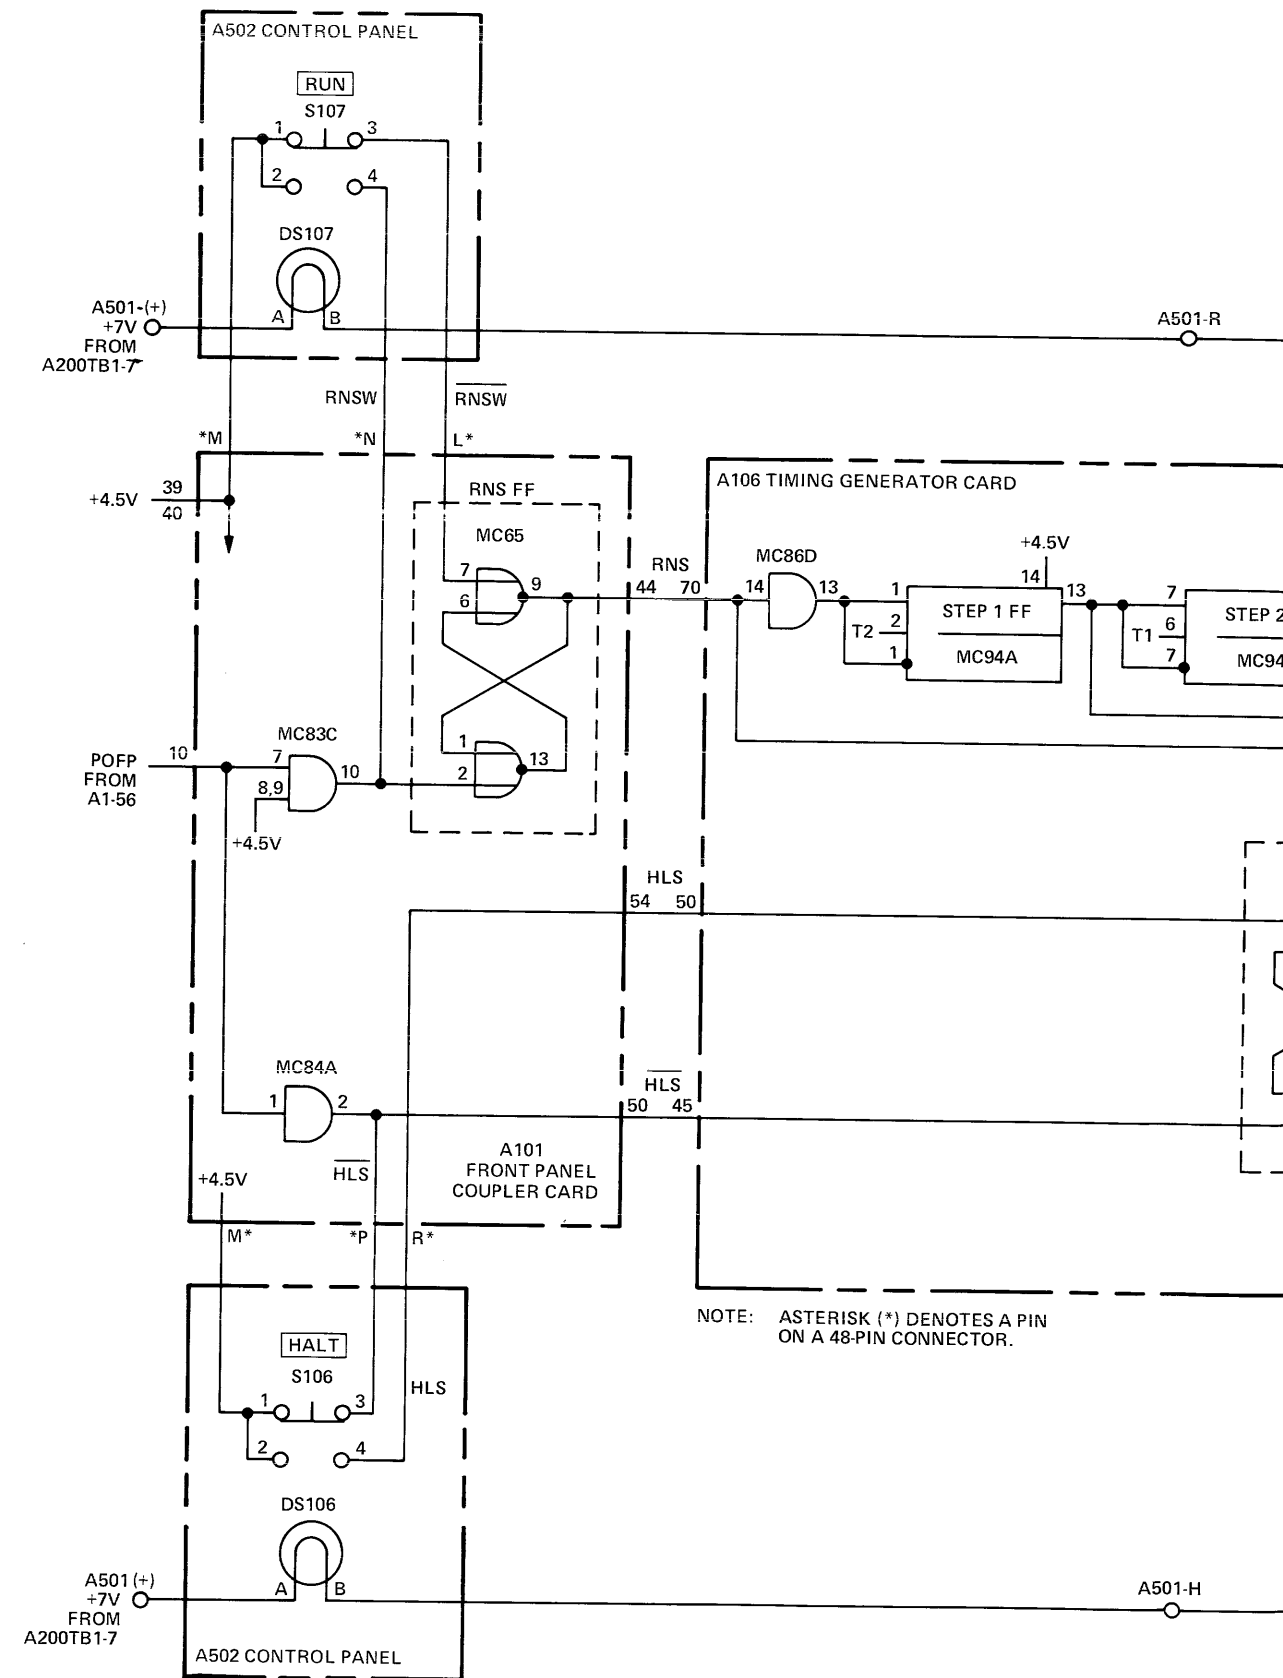 A502 CONTROL PANEL
RUN
S107
1 3
2 4
DS107
A501-(+)
+7V
FROM
A200TB1-7
A B
A501-R
RNSW
RNSW
*M *N L*
+4.5V 39
40
RNS FF
MC65
7
6
9
1
2
13
RNS
44 70
A106 TIMING GENERATOR CARD
MC86D
14 13
+4.5V
14
1 13
STEP 1 FF
T2 2
1
MC94A
7
STEP 2
T1 6
7
MC94
POFP
FROM
A1-56
10
MC83C
7
8,9
10
+4.5V
HLS
54 50
MC84A
1 2
HLS
50 45
HLS
A101
FRONT PANEL
COUPLER CARD
+4.5V
M* *P R*
NOTE: ASTERISK (*) DENOTES A PIN
ON A 48-PIN CONNECTOR.
HALT
S106
HLS
1 3
2 4
DS106
A501 (+)
+7V
FROM
A200TB1-7
A B
A501-H
A502 CONTROL PANEL